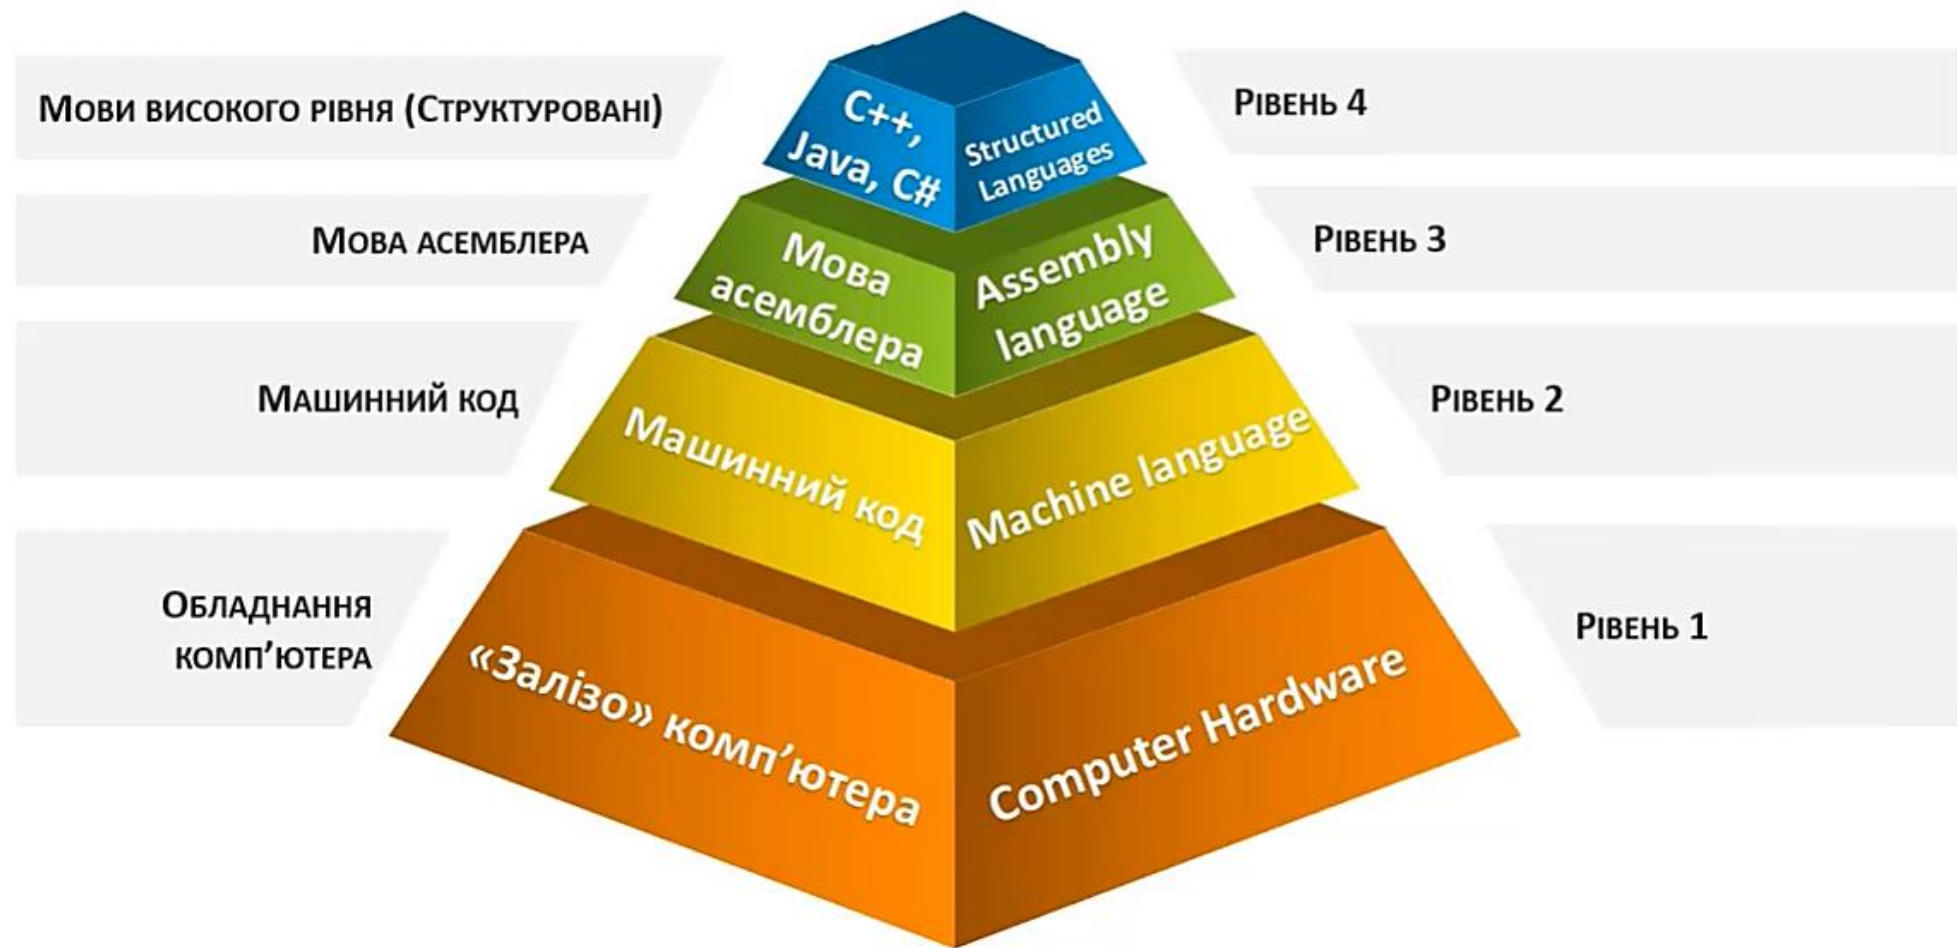 Мови високого рівня (Структуровані)
C++,
Java, C#
Structured
Languages
Рівень 4
Мова асемблера
Мова
асемблера
Assembly
language
Рівень 3
Машинний код
Машинний код
Machine language
Рівень 2
Обладнання
комп’ютера
«Залізо» комп’ютера
Computer Hardware
Рівень 1